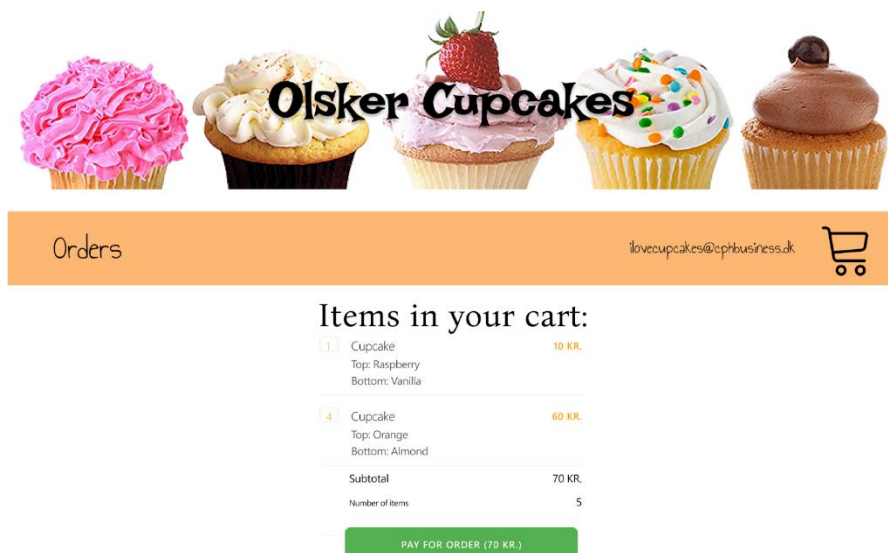 Olsker Cupcakes
Orders
ilovecupcakes@cphbusiness.dk
Items in your cart:
1 Cupcake 10 KR.
Top: Raspberry
Bottom: Vanilla
4 Cupcake 60 KR.
Top: Orange
Bottom: Almond
Subtotal 70 KR.
Number of items 5
PAY FOR ORDER (70 KR.)